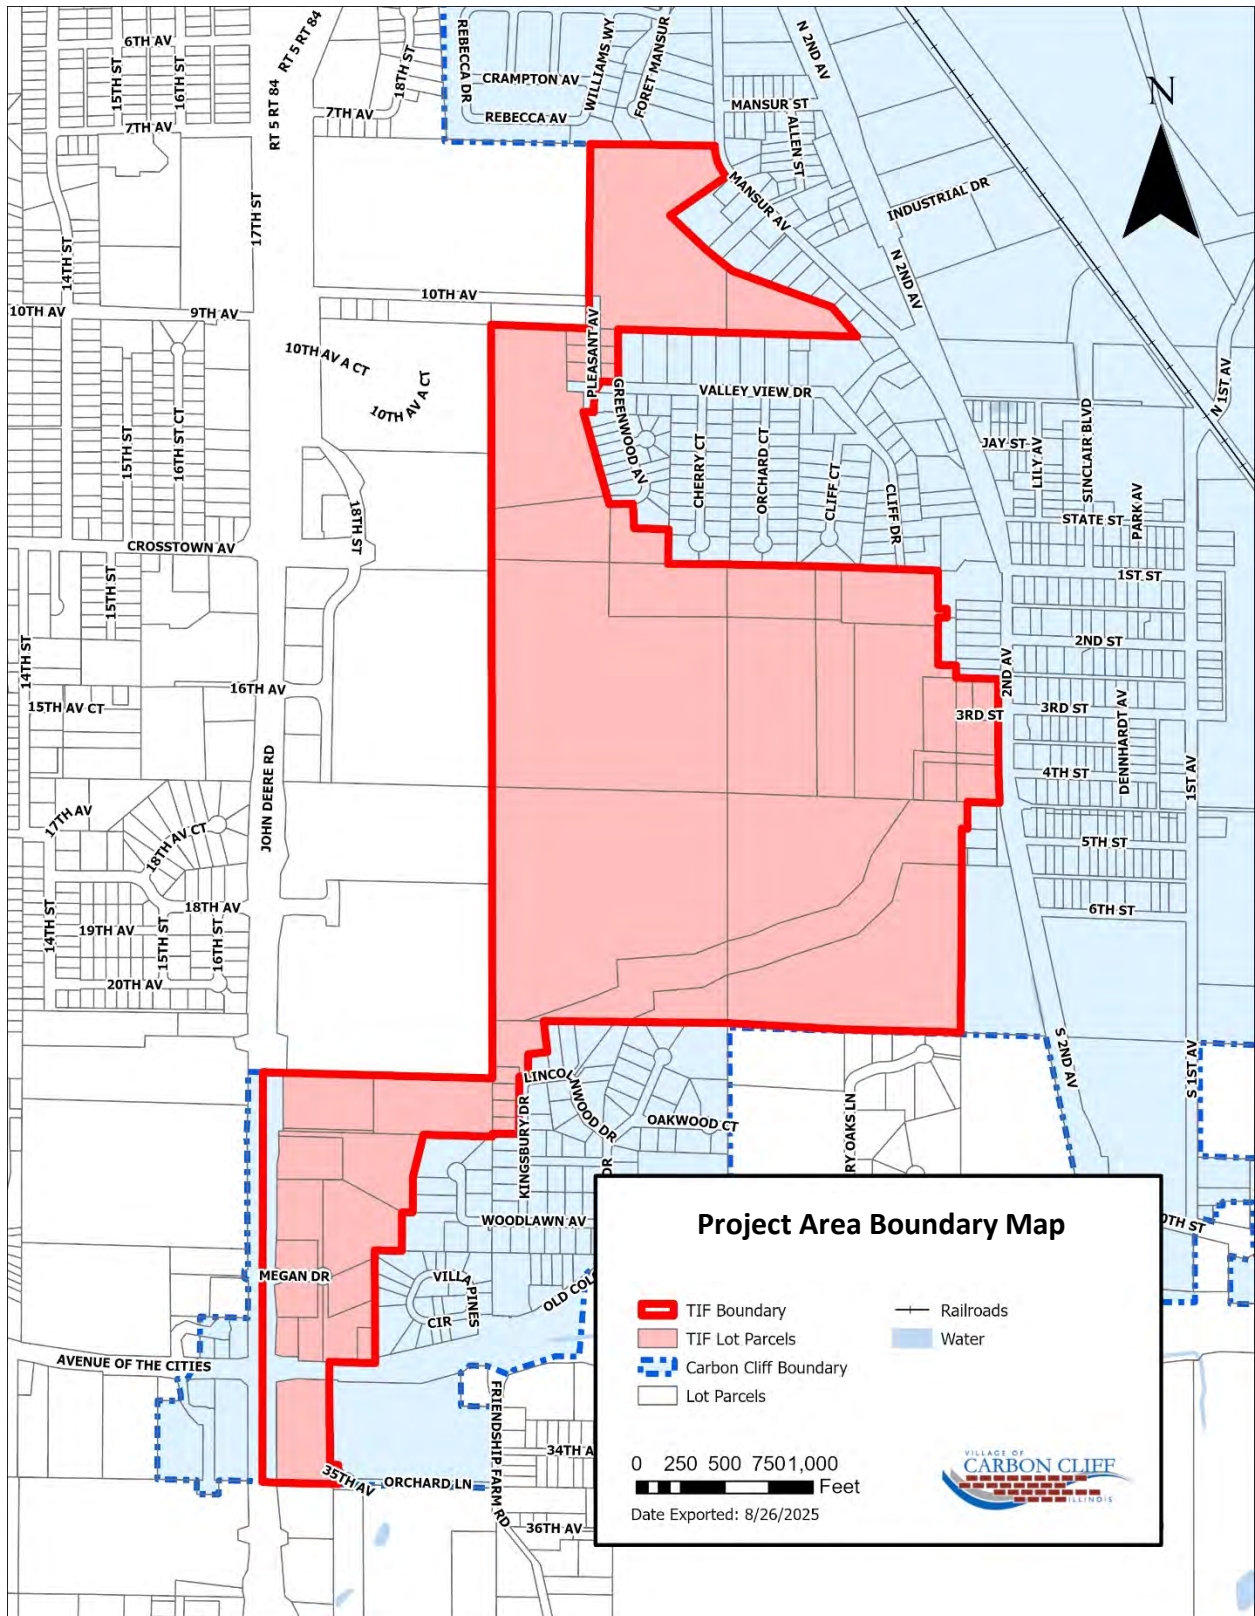 6TH AV
15TH ST
16TH ST
7TH AV
RT 5 RT 84
RT 5 RT 84
18TH ST
7TH AV
REBECCA DR
CRAMPTON AV
REBECCA AV
WILLIAMS WY
FORET MANSUR
N 2ND AV
MANSUR ST
ALLEN ST
MANSUR AV
INDUSTRIAL DR
N 2ND AV
N
17TH ST
14TH ST
10TH AV
9TH AV
10TH AV
PLEASANT AV
10TH AV A CT
10TH AV A CT
15TH ST
16TH ST CT
VALLEY VIEW DR
GREENWOOD AV
CHERRY CT
ORCHARD CT
CLIFF CT
CLIFF DR
N 1ST AV
JAY ST
LILY AV
SINCLAIR BLVD
STATE ST
PARK AV
18TH ST
CROSSTOWN AV
15TH ST
1ST ST
2ND ST
2ND AV
14TH ST
16TH AV
15TH AV CT
3RD ST
3RD ST
DENNHARDT AV
4TH ST
1ST AV
JOHN DEERE RD
17TH AV
18TH AV CT
5TH ST
18TH AV
6TH ST
14TH ST
19TH AV
15TH ST
16TH ST
20TH AV
S 2ND AV
S 1ST AV
LINCOLNWOOD DR
OAKWOOD CT
KINGSBURY DR
DR
RY OAKS LN
WOODLAWN AV
0TH ST
MEGAN DR
VILLA PINES
CIR
OLD COL
AVENUE OF THE CITIES
FRIENDSHIP FARM RD
34TH A
35TH AV
ORCHARD LN
36TH AV
Project Area Boundary Map
TIF Boundary
TIF Lot Parcels
Carbon Cliff Boundary
Lot Parcels
Railroads
Water
0 250 500 750 1,000
Feet
Date Exported: 8/26/2025
VILLAGE OF
CARBON CLIFF
ILLINOIS